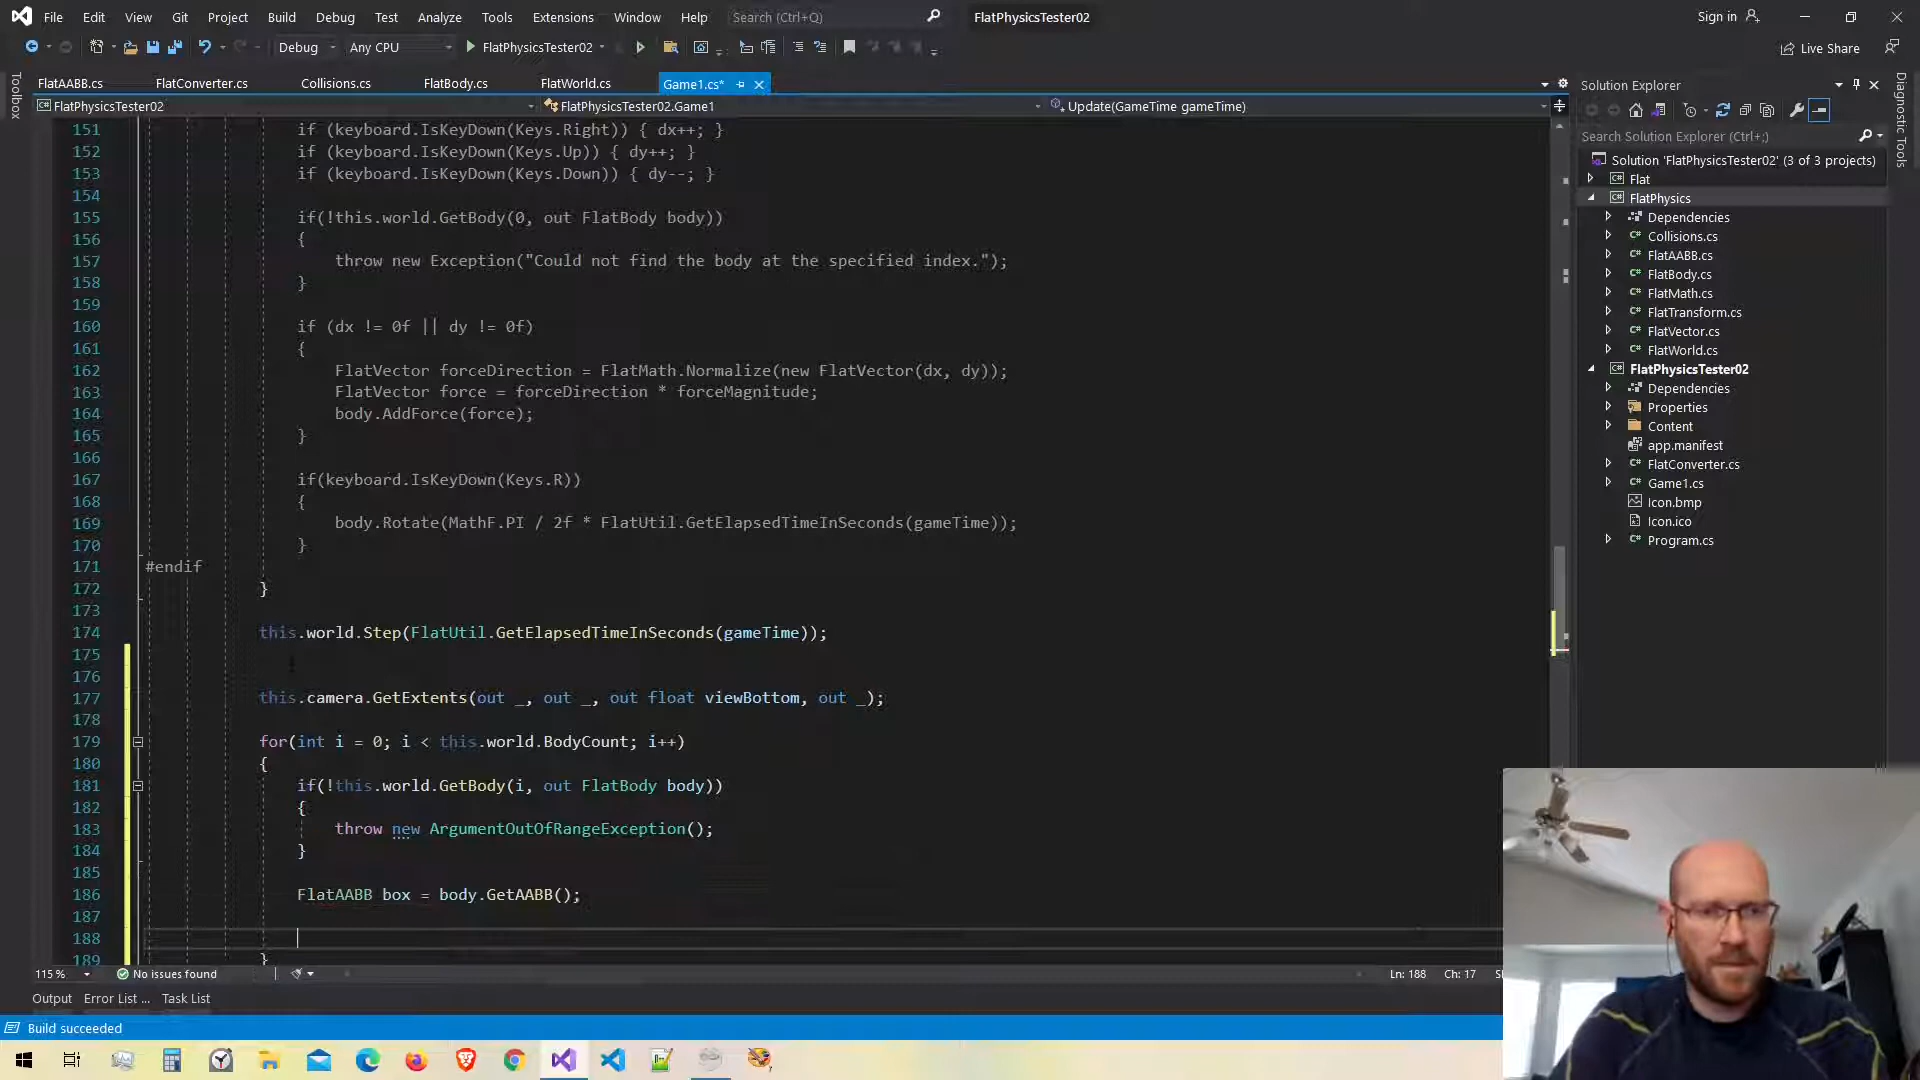 File Edit View Git Project Build Debug Test Analyze Tools Extensions Window Help Search (Ctrl+Q) FlatPhysicsTester02 Sign in
Debug Any CPU FlatPhysicsTester02 Live Share
Toolbox
FlatAABB.cs FlatConverter.cs Collisions.cs FlatBody.cs FlatWorld.cs Game1.cs*
FlatPhysicsTester02 FlatPhysicsTester02.Game1 Update(GameTime gameTime)
151 if (keyboard.IsKeyDown(Keys.Right)) { dx++; }
152 if (keyboard.IsKeyDown(Keys.Up)) { dy++; }
153 if (keyboard.IsKeyDown(Keys.Down)) { dy--; }
154
155 if(!this.world.GetBody(0, out FlatBody body))
156 {
157 throw new Exception("Could not find the body at the specified index.");
158 }
159
160 if (dx != 0f || dy != 0f)
161 {
162 FlatVector forceDirection = FlatMath.Normalize(new FlatVector(dx, dy));
163 FlatVector force = forceDirection * forceMagnitude;
164 body.AddForce(force);
165 }
166
167 if(keyboard.IsKeyDown(Keys.R))
168 {
169 body.Rotate(MathF.PI / 2f * FlatUtil.GetElapsedTimeInSeconds(gameTime));
170 }
171 #endif
172 }
173
174 this.world.Step(FlatUtil.GetElapsedTimeInSeconds(gameTime));
175
176
177 this.camera.GetExtents(out _, out _, out float viewBottom, out _);
178
179 for(int i = 0; i < this.world.BodyCount; i++)
180 {
181 if(!this.world.GetBody(i, out FlatBody body))
182 {
183 throw new ArgumentOutOfRangeException();
184 }
185
186 FlatAABB box = body.GetAABB();
187
188
189 }
115 % No issues found Ln: 188 Ch: 17
Output Error List ... Task List
Build succeeded
Solution Explorer
Search Solution Explorer (Ctrl+;)
Solution 'FlatPhysicsTester02' (3 of 3 projects)
C# Flat
C# FlatPhysics
Dependencies
C# Collisions.cs
C# FlatAABB.cs
C# FlatBody.cs
C# FlatMath.cs
C# FlatTransform.cs
C# FlatVector.cs
C# FlatWorld.cs
C# FlatPhysicsTester02
Dependencies
Properties
Content
app.manifest
C# FlatConverter.cs
C# Game1.cs
Icon.bmp
Icon.ico
C# Program.cs
Diagnostic Tools